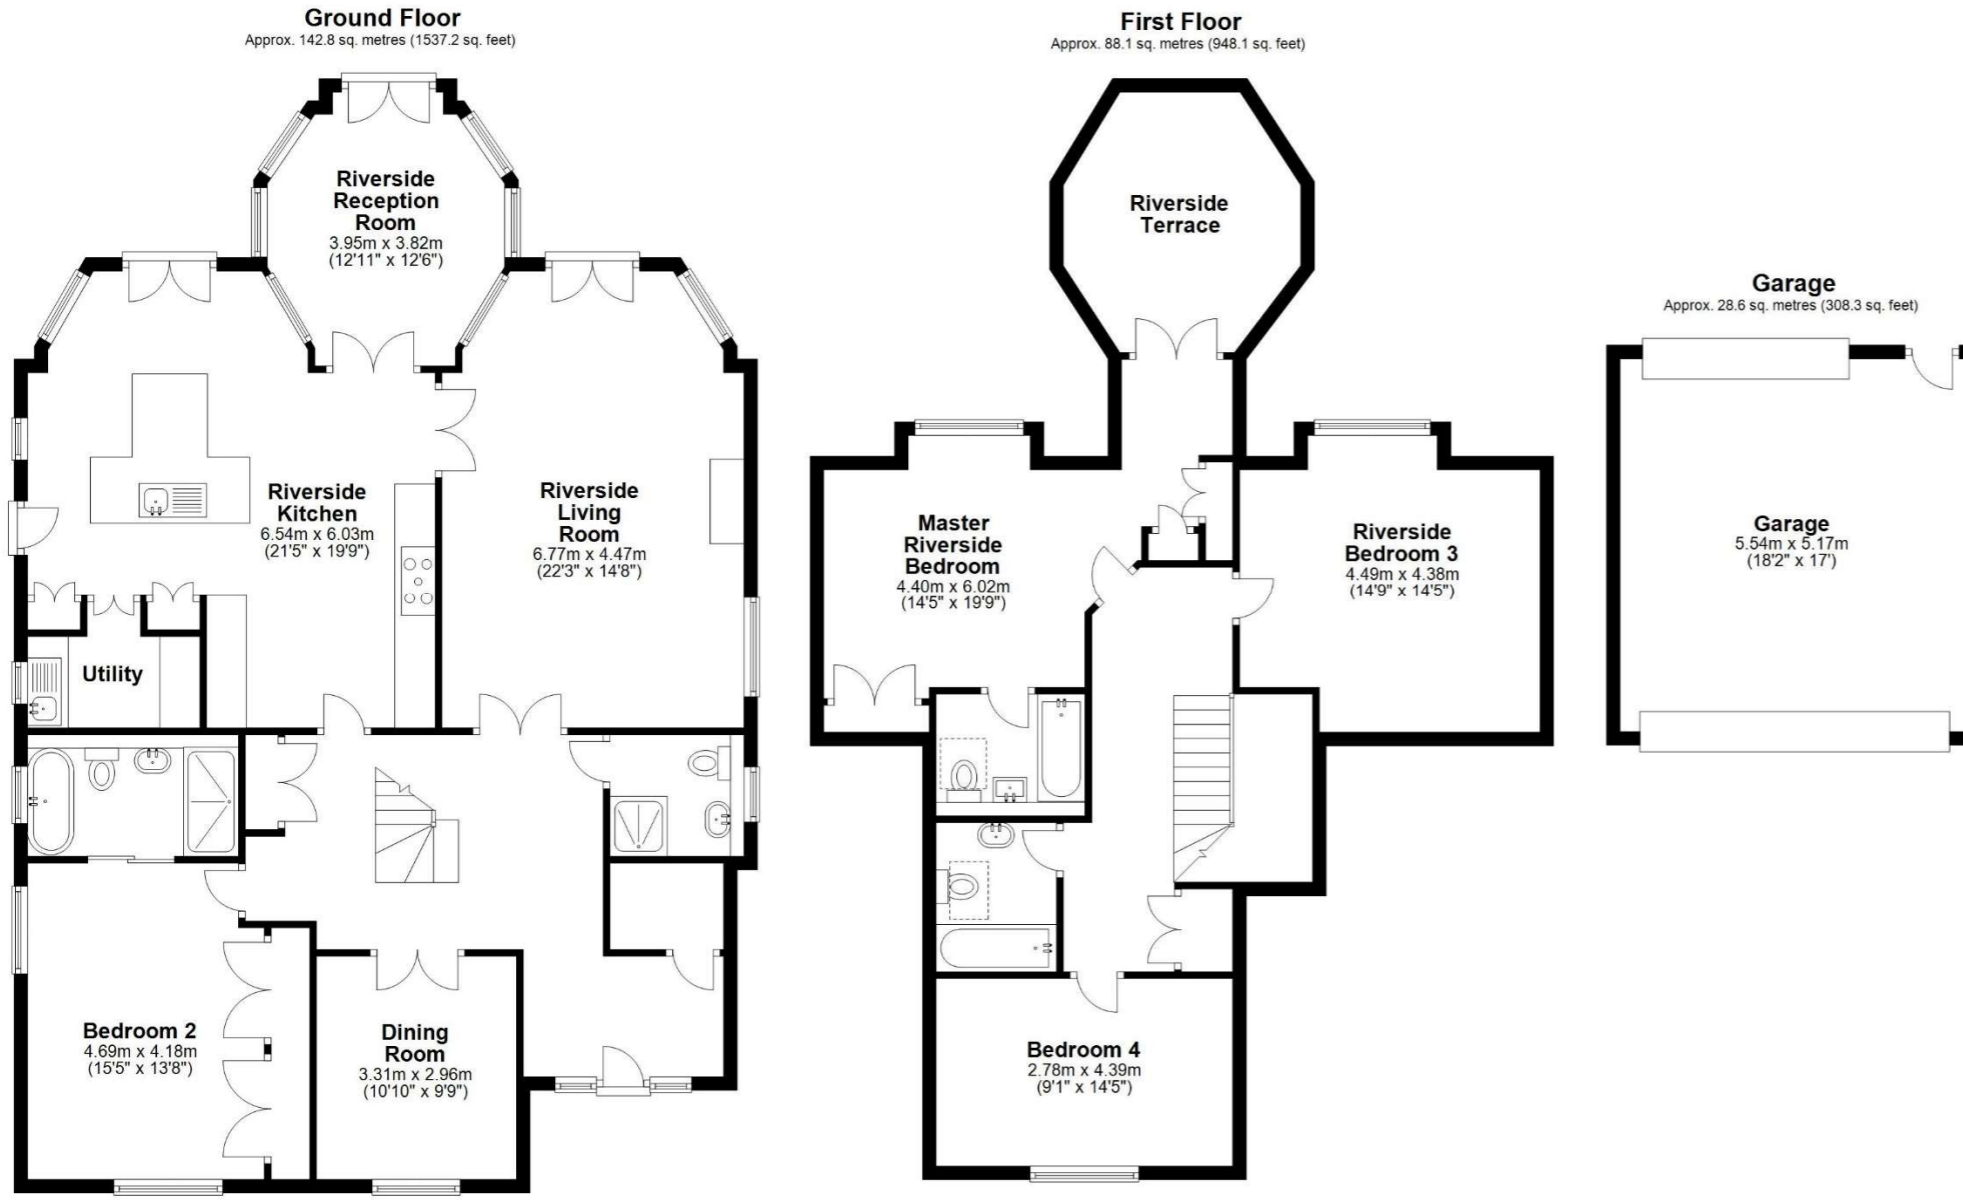 Ground Floor
Approx. 142.8 sq. metres (1537.2 sq. feet)
Riverside
Reception
Room
3.95m x 3.82m
(12'11" x 12'6")
Riverside
Kitchen
6.54m x 6.03m
(21'5" x 19'9")
Riverside
Living
Room
6.77m x 4.47m
(22'3" x 14'8")
Utility
Bedroom 2
4.69m x 4.18m
(15'5" x 13'8")
Dining
Room
3.31m x 2.96m
(10'10" x 9'9")
First Floor
Approx. 88.1 sq. metres (948.1 sq. feet)
Riverside
Terrace
Master
Riverside
Bedroom
4.40m x 6.02m
(14'5" x 19'9")
Riverside
Bedroom 3
4.49m x 4.38m
(14'9" x 14'5")
Bedroom 4
2.78m x 4.39m
(9'1" x 14'5")
Garage
Approx. 28.6 sq. metres (308.3 sq. feet)
Garage
5.54m x 5.17m
(18'2" x 17')